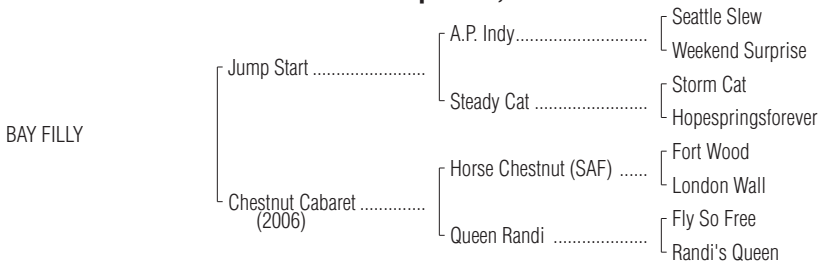 Seattle Slew
A.P. Indy..............................
Weekend Surprise
Jump Start .........................
Storm Cat
Steady Cat .........................
Hopespringsforever
BAY FILLY
Fort Wood
Horse Chestnut (SAF) ......
London Wall
Chestnut Cabaret ..............
(2006)
Fly So Free
Queen Randi .....................
Randi's Queen